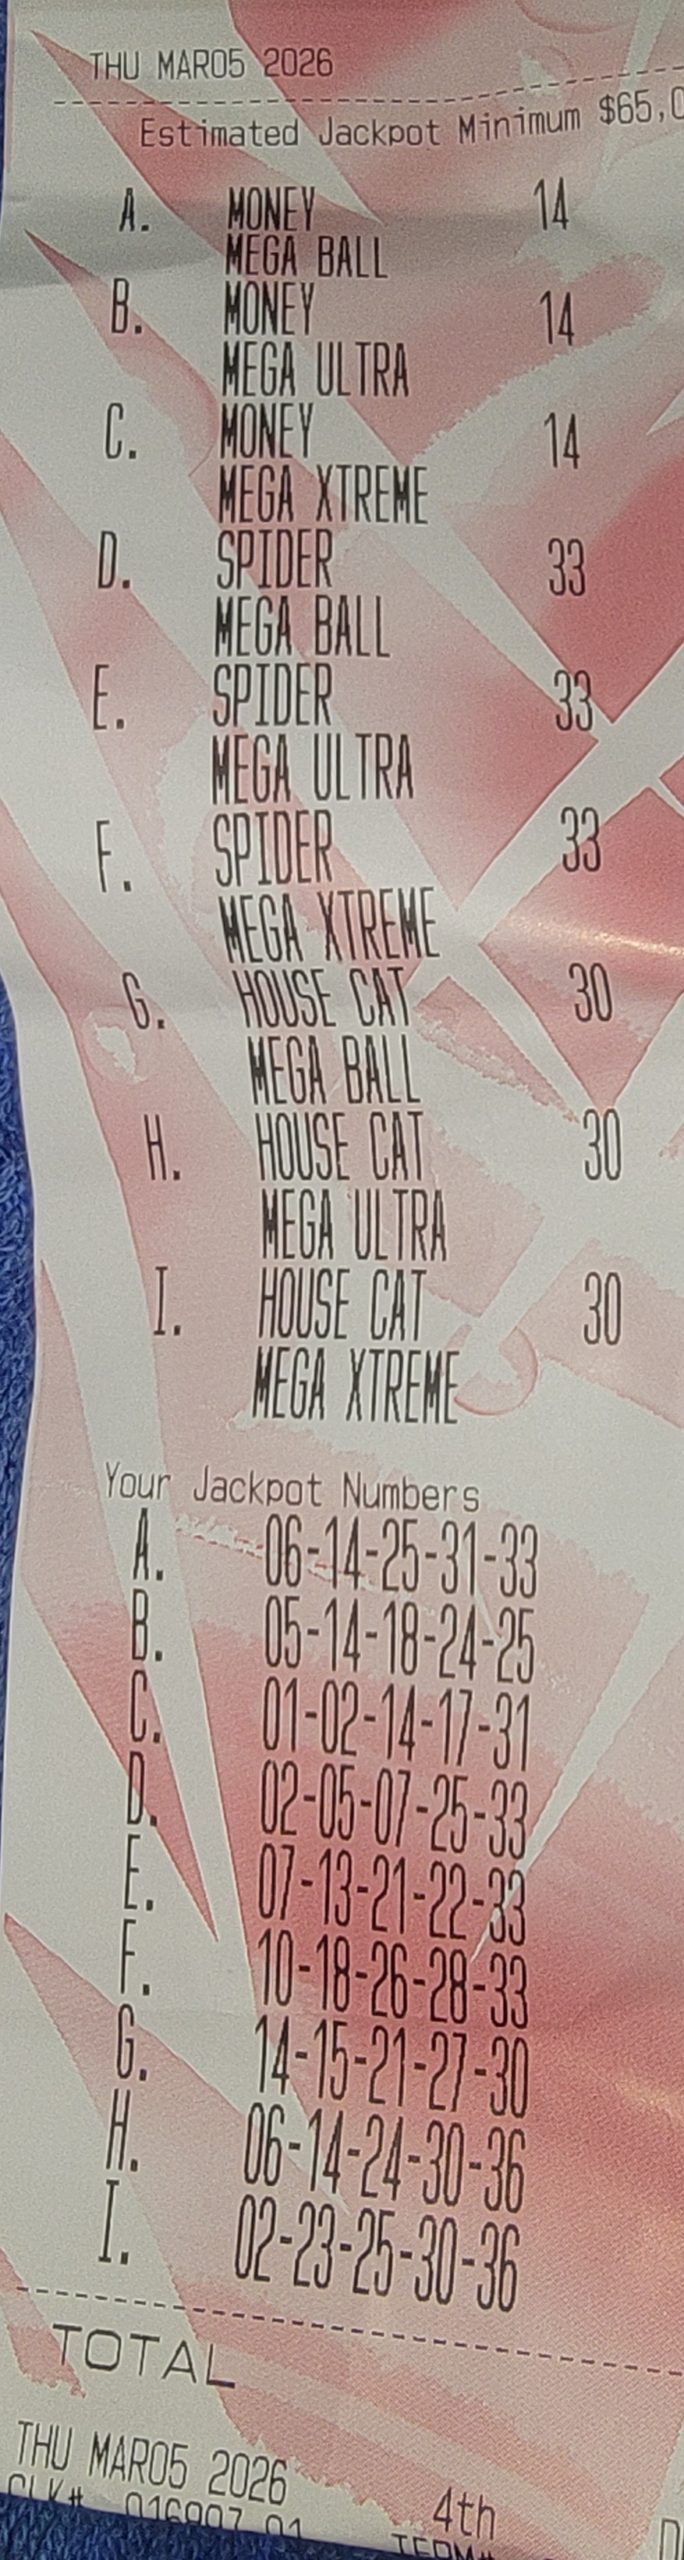 THU MAR05 2026
Estimated Jackpot Minimum $65,0
A. MONEY 14
MEGA BALL
B. MONEY 14
MEGA ULTRA
C. MONEY 14
MEGA XTREME
D. SPIDER 33
MEGA BALL
E. SPIDER 33
MEGA ULTRA
F. SPIDER 33
MEGA XTREME
G. HOUSE CAT 30
MEGA BALL
H. HOUSE CAT 30
MEGA ULTRA
I. HOUSE CAT 30
MEGA XTREME
Your Jackpot Numbers
A. 06-14-25-31-33
B. 05-14-18-24-25
C. 01-02-14-17-31
D. 02-05-07-25-33
E. 07-13-21-22-33
F. 10-18-26-28-33
G. 14-15-21-27-30
H. 06-14-24-30-36
I. 02-23-25-30-36
TOTAL
THU MAR05 2026 4th